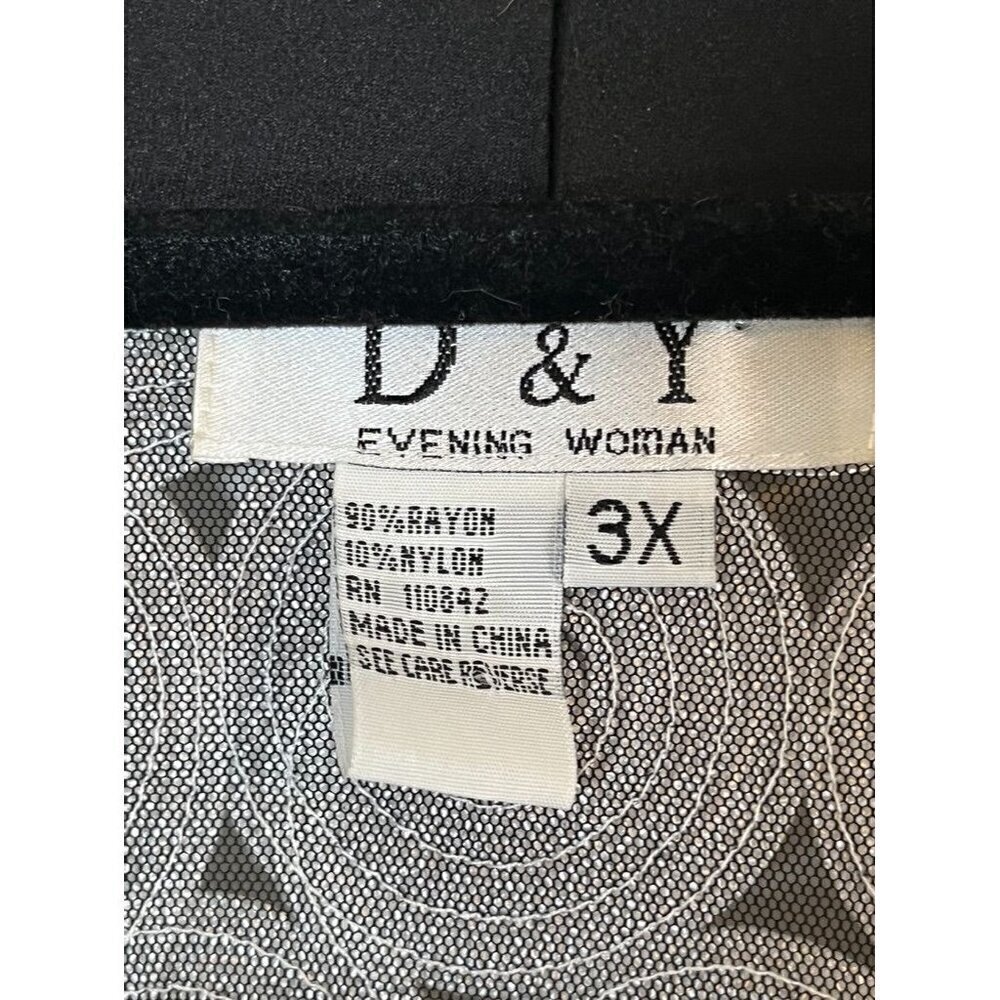 D & Y
EVENING WOMAN
3X
90%RAYON
10%NYLON
RN 110842
MADE IN CHINA
SEE CARE REVERSE